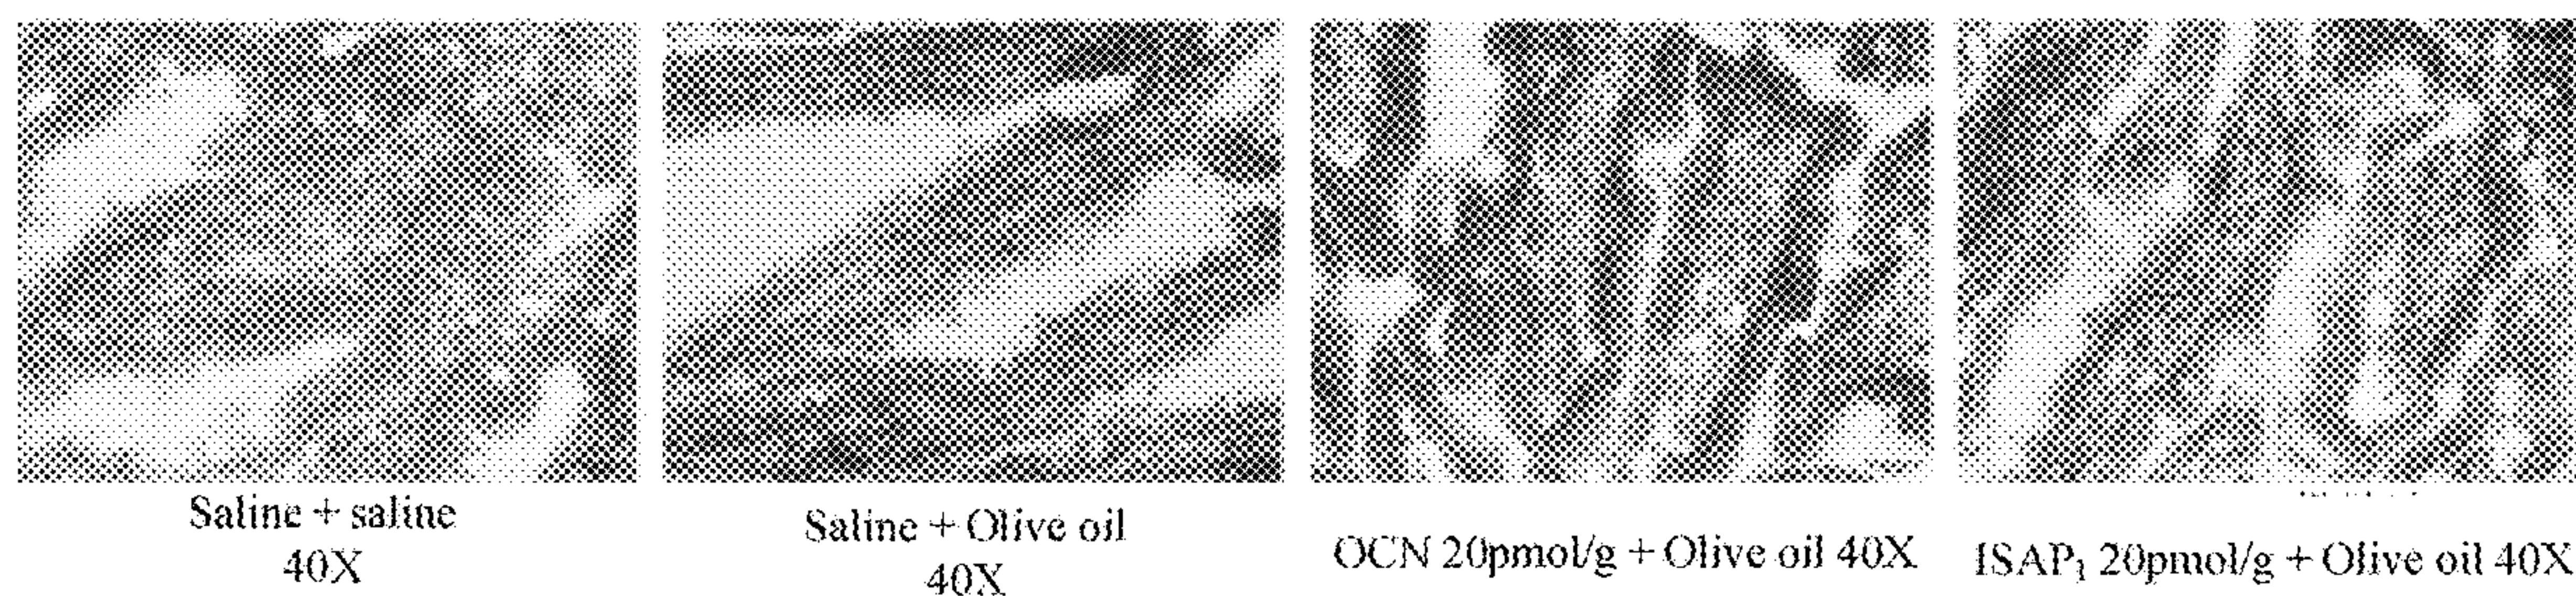 Saline + saline
40X
Saline + Olive oil
40X
OCN 20pmol/g + Olive oil 40X
ISAP₁ 20pmol/g + Olive oil 40X